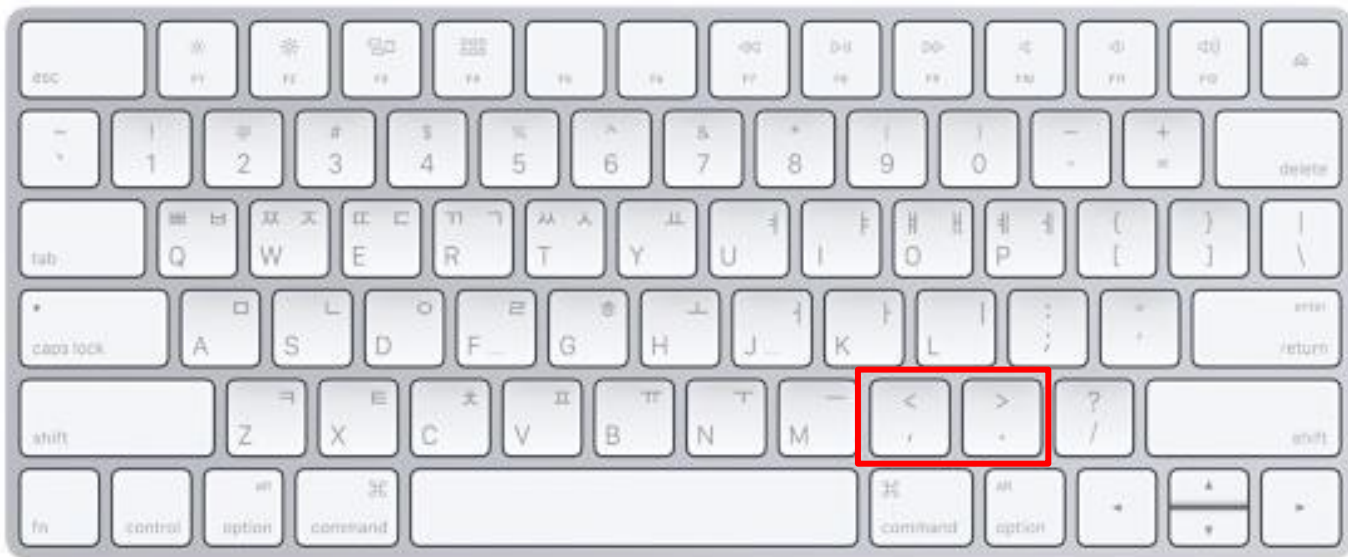 esc F1 F2 F3 F4 F5 F6 F7 F8 F9 F10 F11 F12
~ ! @ # $ % ^ & * ( ) – +
` 1 2 3 4 5 6 7 8 9 0 - = delete
ㅃ ㅂ ㅉ ㅈ ㄸ ㄷ ㄲ ㄱ ㅆ ㅅ ㅛ ㅕ ㅑ ㅒ ㅐ ㅖ ㅔ { } |
tab Q W E R T Y U I O P [ ] \
ㅁ ㄴ ㅇ ㄹ ㅎ ㅗ ㅓ ㅏ ㅣ : " enter
caps lock A S D F G H J K L ; ' return
ㅋ ㅌ ㅊ ㅍ ㅠ ㅜ ㅡ < > ?
shift Z X C V B N M , . / shift
alt ⌘ ⌘ alt
fn control option command command option